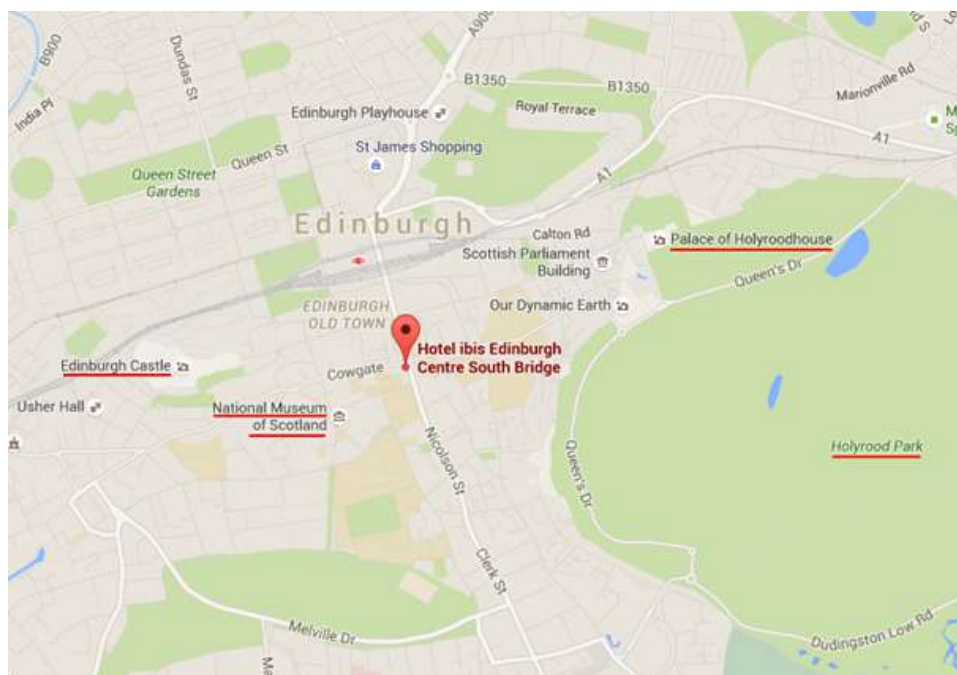 B900
Dundas St
A900
B1350
B1350
Marionville Rd
India Pl
Edinburgh Playhouse
Royal Terrace
A1
Queen St
St James Shopping
Queen Street
Gardens
A1
Edinburgh
Calton Rd
Palace of Holyroodhouse
Scottish Parliament
Building
Queen's Dr
EDINBURGH
OLD TOWN
Our Dynamic Earth
Hotel ibis Edinburgh
Centre South Bridge
Edinburgh Castle
Cowgate
Usher Hall
National Museum
of Scotland
Nicolson St
Queen's Dr
Holyrood Park
Clerk St
Melville Dr
Dudingston Low Rd